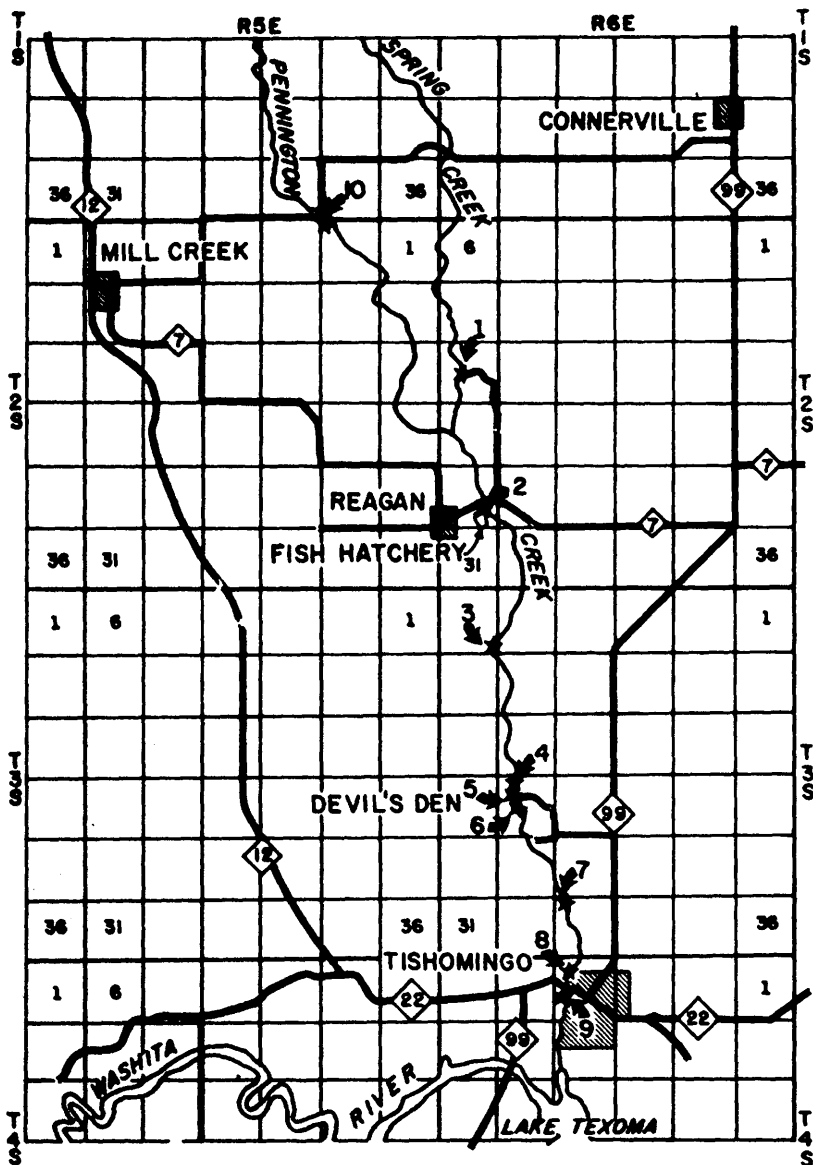 R5E R6E
T1S T1S
SPRING
PENNINGTON
CONNERVILLE
10
36 31 36 CREEK 99 36
12
1 MILL CREEK 1 6 1
1
7
T2S T2S
7
2
REAGAN
7
FISH HATCHERY
CREEK
36 31 31 36
3
1 6 1 1
4
T3S T3S
5
DEVIL'S DEN
99
6
12
7
36 31 36 31 36
8
TISHOMINGO
1 6 1
22
22
9
99
WASHITA
RIVER
T4S T4S
LAKE TEXOMA